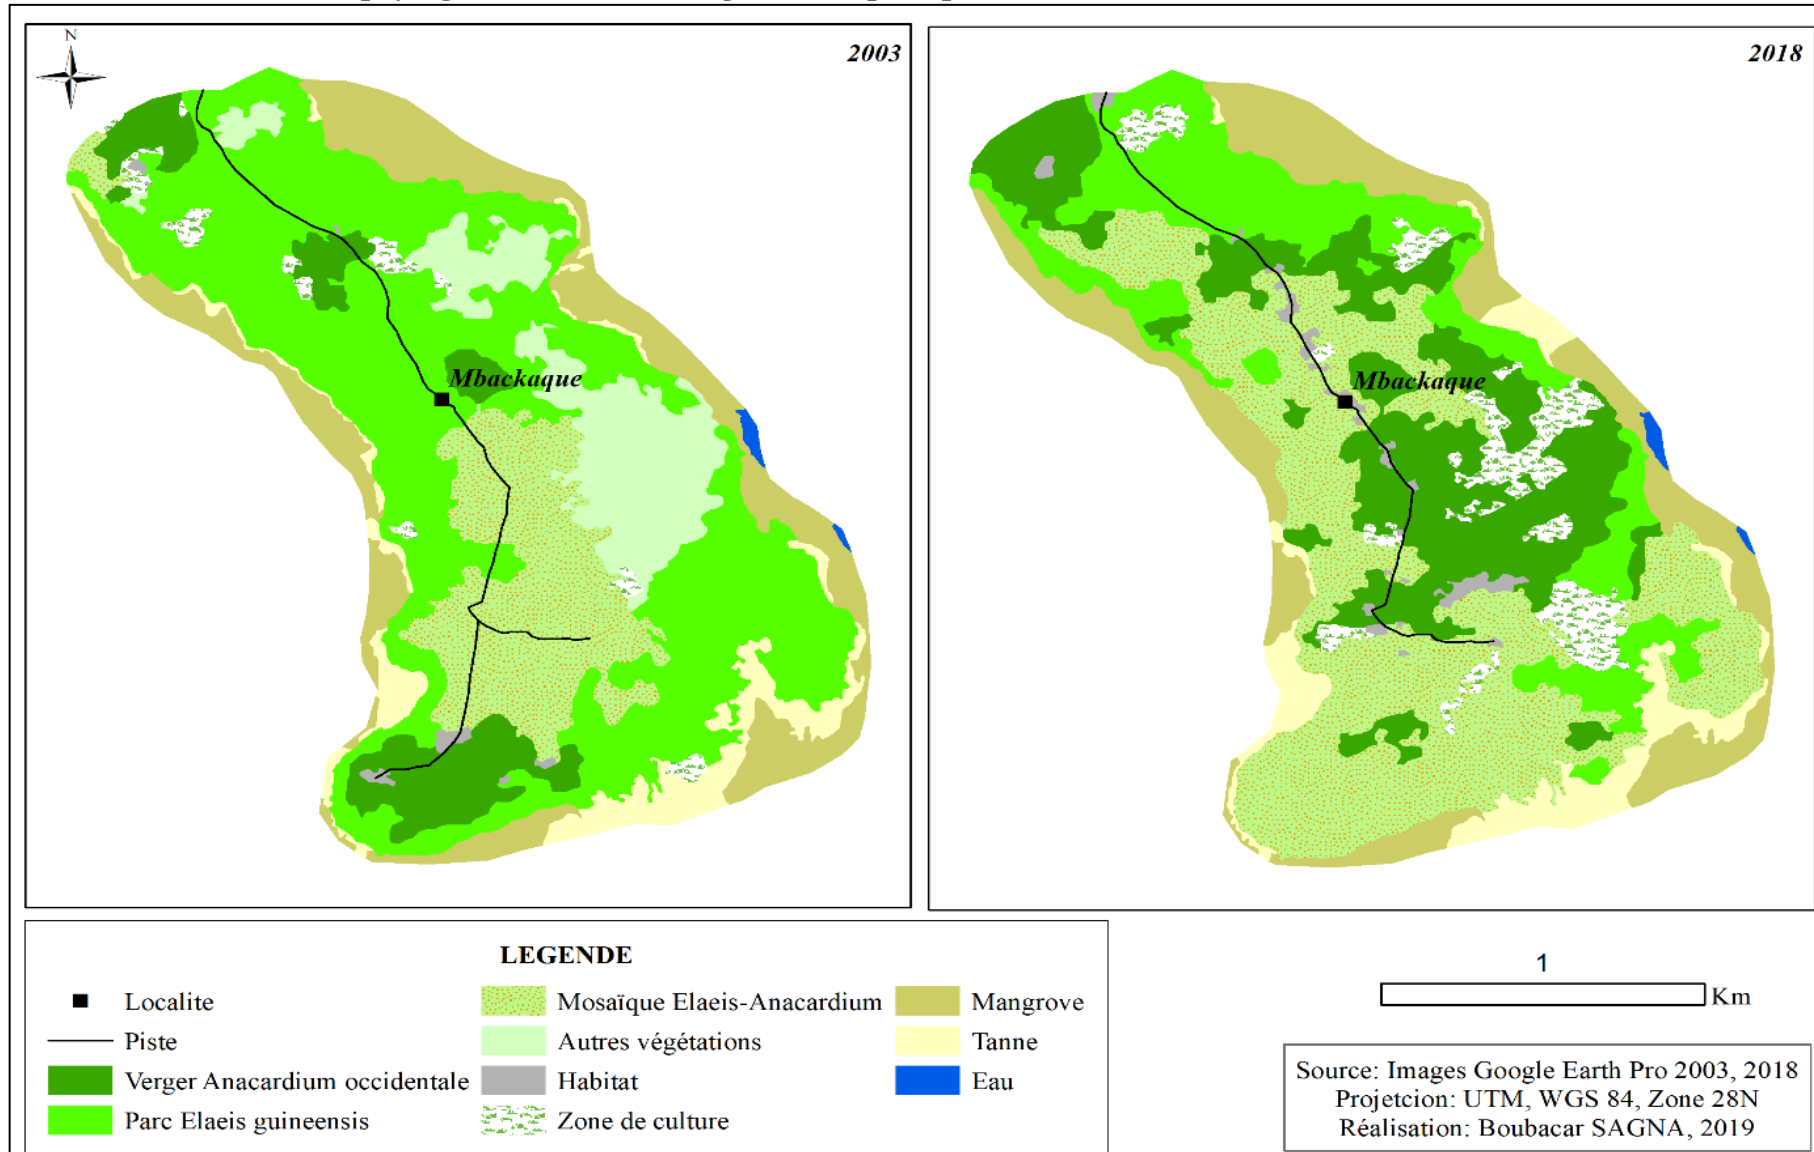 N
2003
2018
Mbackaque
Mbackaque
LEGENDE
Localite
Piste
Verger Anacardium occidentale
Parc Elaeis guineensis
Mosaïque Elaeis-Anacardium
Autres végétations
Habitat
Zone de culture
Mangrove
Tanne
Eau
1
Km
Source: Images Google Earth Pro 2003, 2018
Projetcion: UTM, WGS 84, Zone 28N
Réalisation: Boubacar SAGNA, 2019